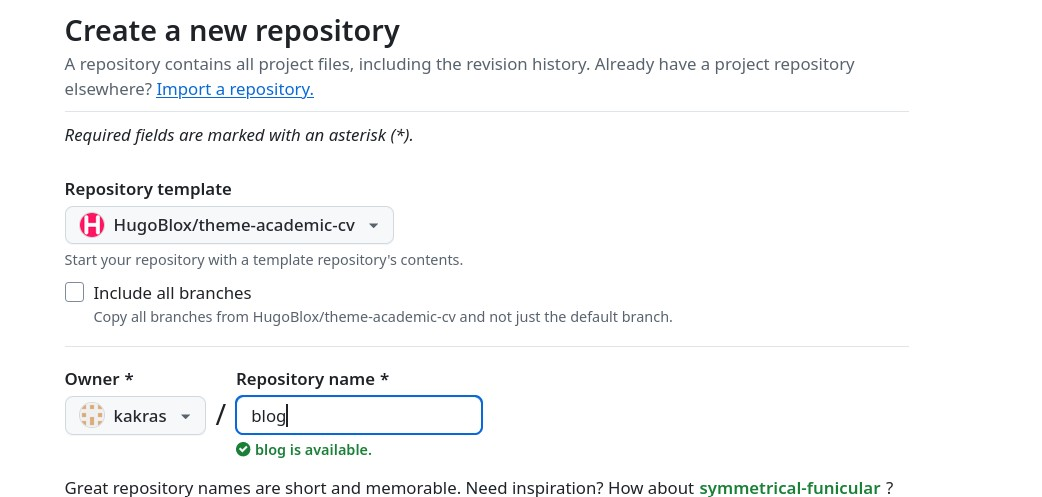 Create a new repository
A repository contains all project files, including the revision history. Already have a project repository
elsewhere? Import a repository.
Required fields are marked with an asterisk (*).
Repository template
HugoBlox/theme-academic-cv
Start your repository with a template repository's contents.
Include all branches
Copy all branches from HugoBlox/theme-academic-cv and not just the default branch.
Owner * Repository name *
kakras / blog
blog is available.
Great repository names are short and memorable. Need inspiration? How about symmetrical-funicular ?